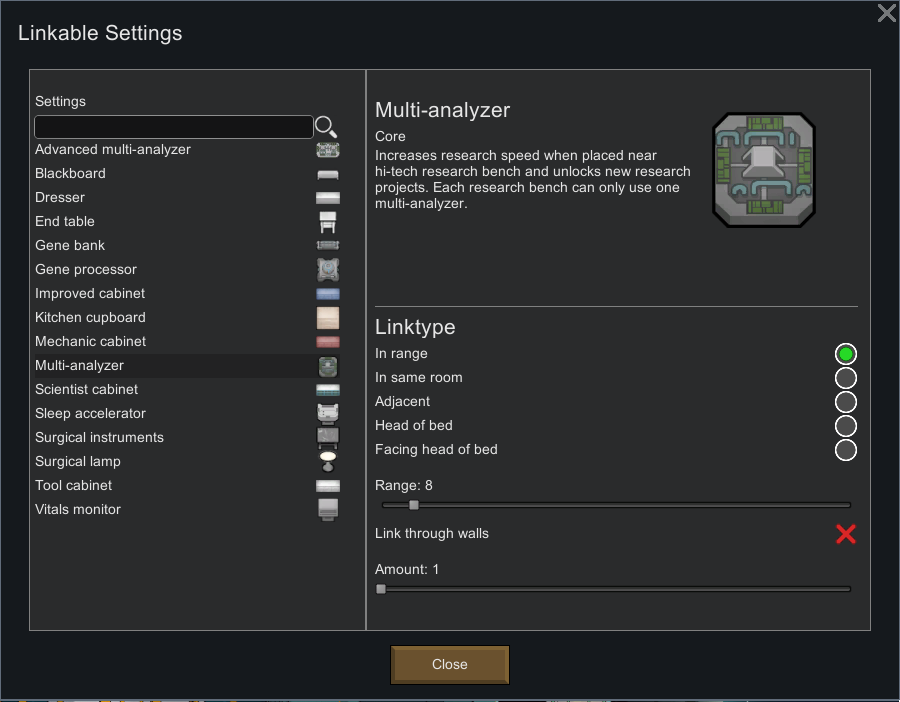 Linkable Settings
Settings
Advanced multi-analyzer
Blackboard
Dresser
End table
Gene bank
Gene processor
Improved cabinet
Kitchen cupboard
Mechanic cabinet
Multi-analyzer
Scientist cabinet
Sleep accelerator
Surgical instruments
Surgical lamp
Tool cabinet
Vitals monitor
Multi-analyzer
Core
Increases research speed when placed near
hi-tech research bench and unlocks new research
projects. Each research bench can only use one
multi-analyzer.
Linktype
In range
In same room
Adjacent
Head of bed
Facing head of bed
Range: 8
Link through walls
Amount: 1
Close